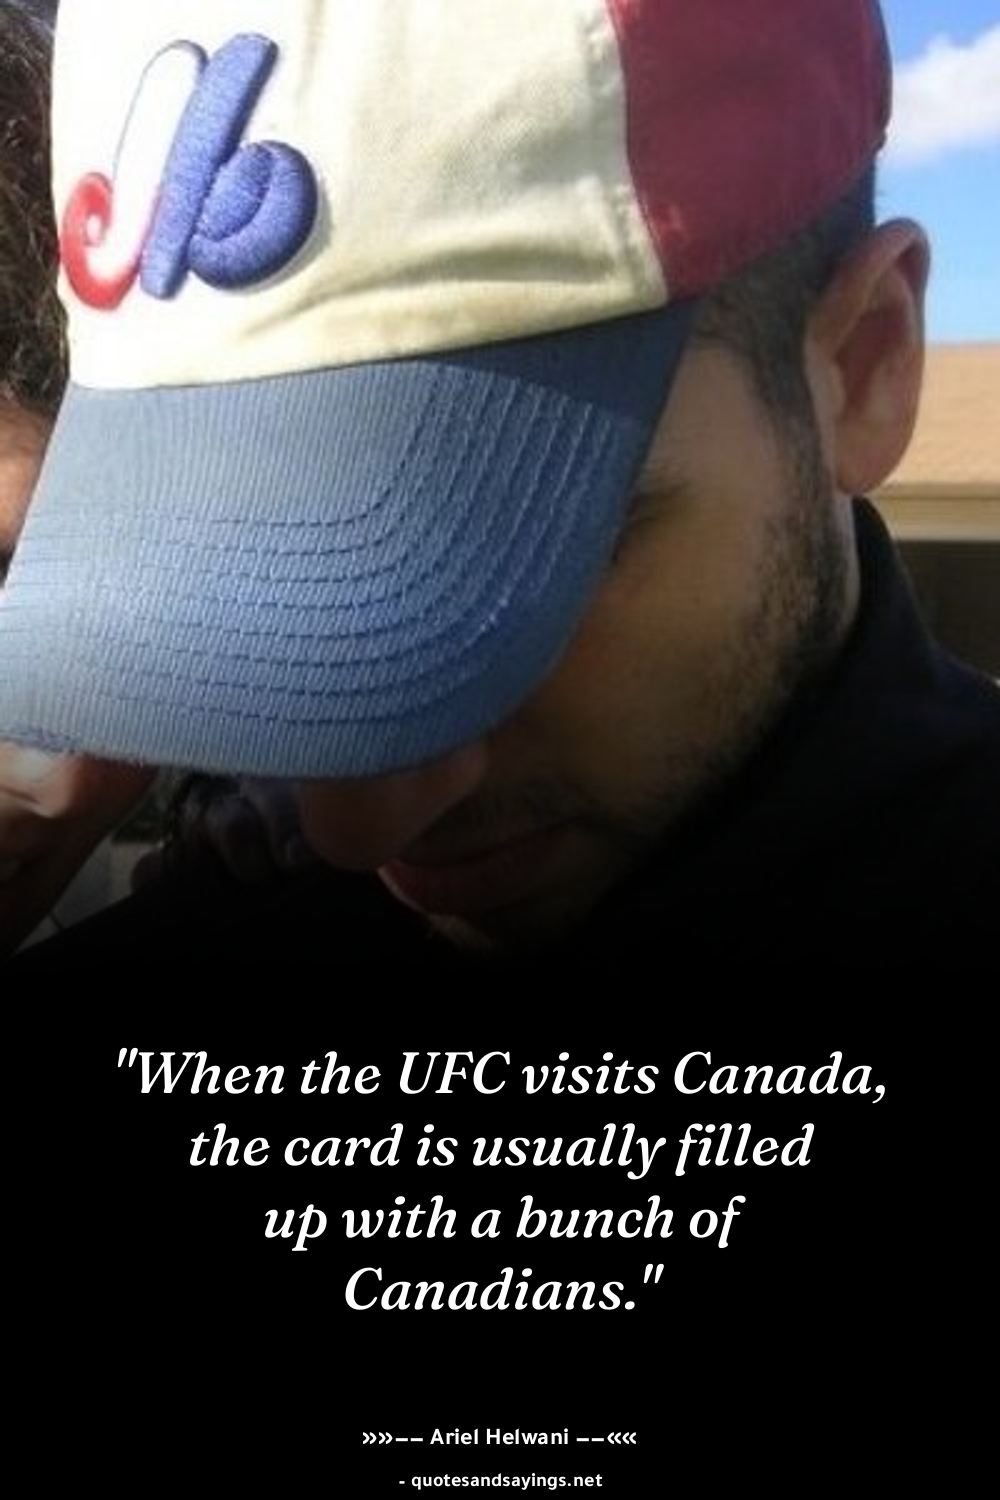 "When the UFC visits Canada,
the card is usually filled
up with a bunch of
Canadians."
»»—— Ariel Helwani ——««
- quotesandsayings.net